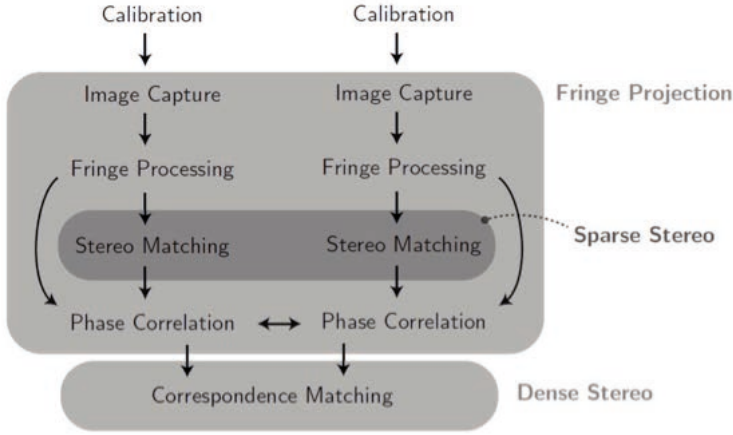 Calibration Calibration
Image Capture Image Capture Fringe Projection
Fringe Processing Fringe Processing
Stereo Matching Stereo Matching Sparse Stereo
Phase Correlation Phase Correlation
Correspondence Matching Dense Stereo